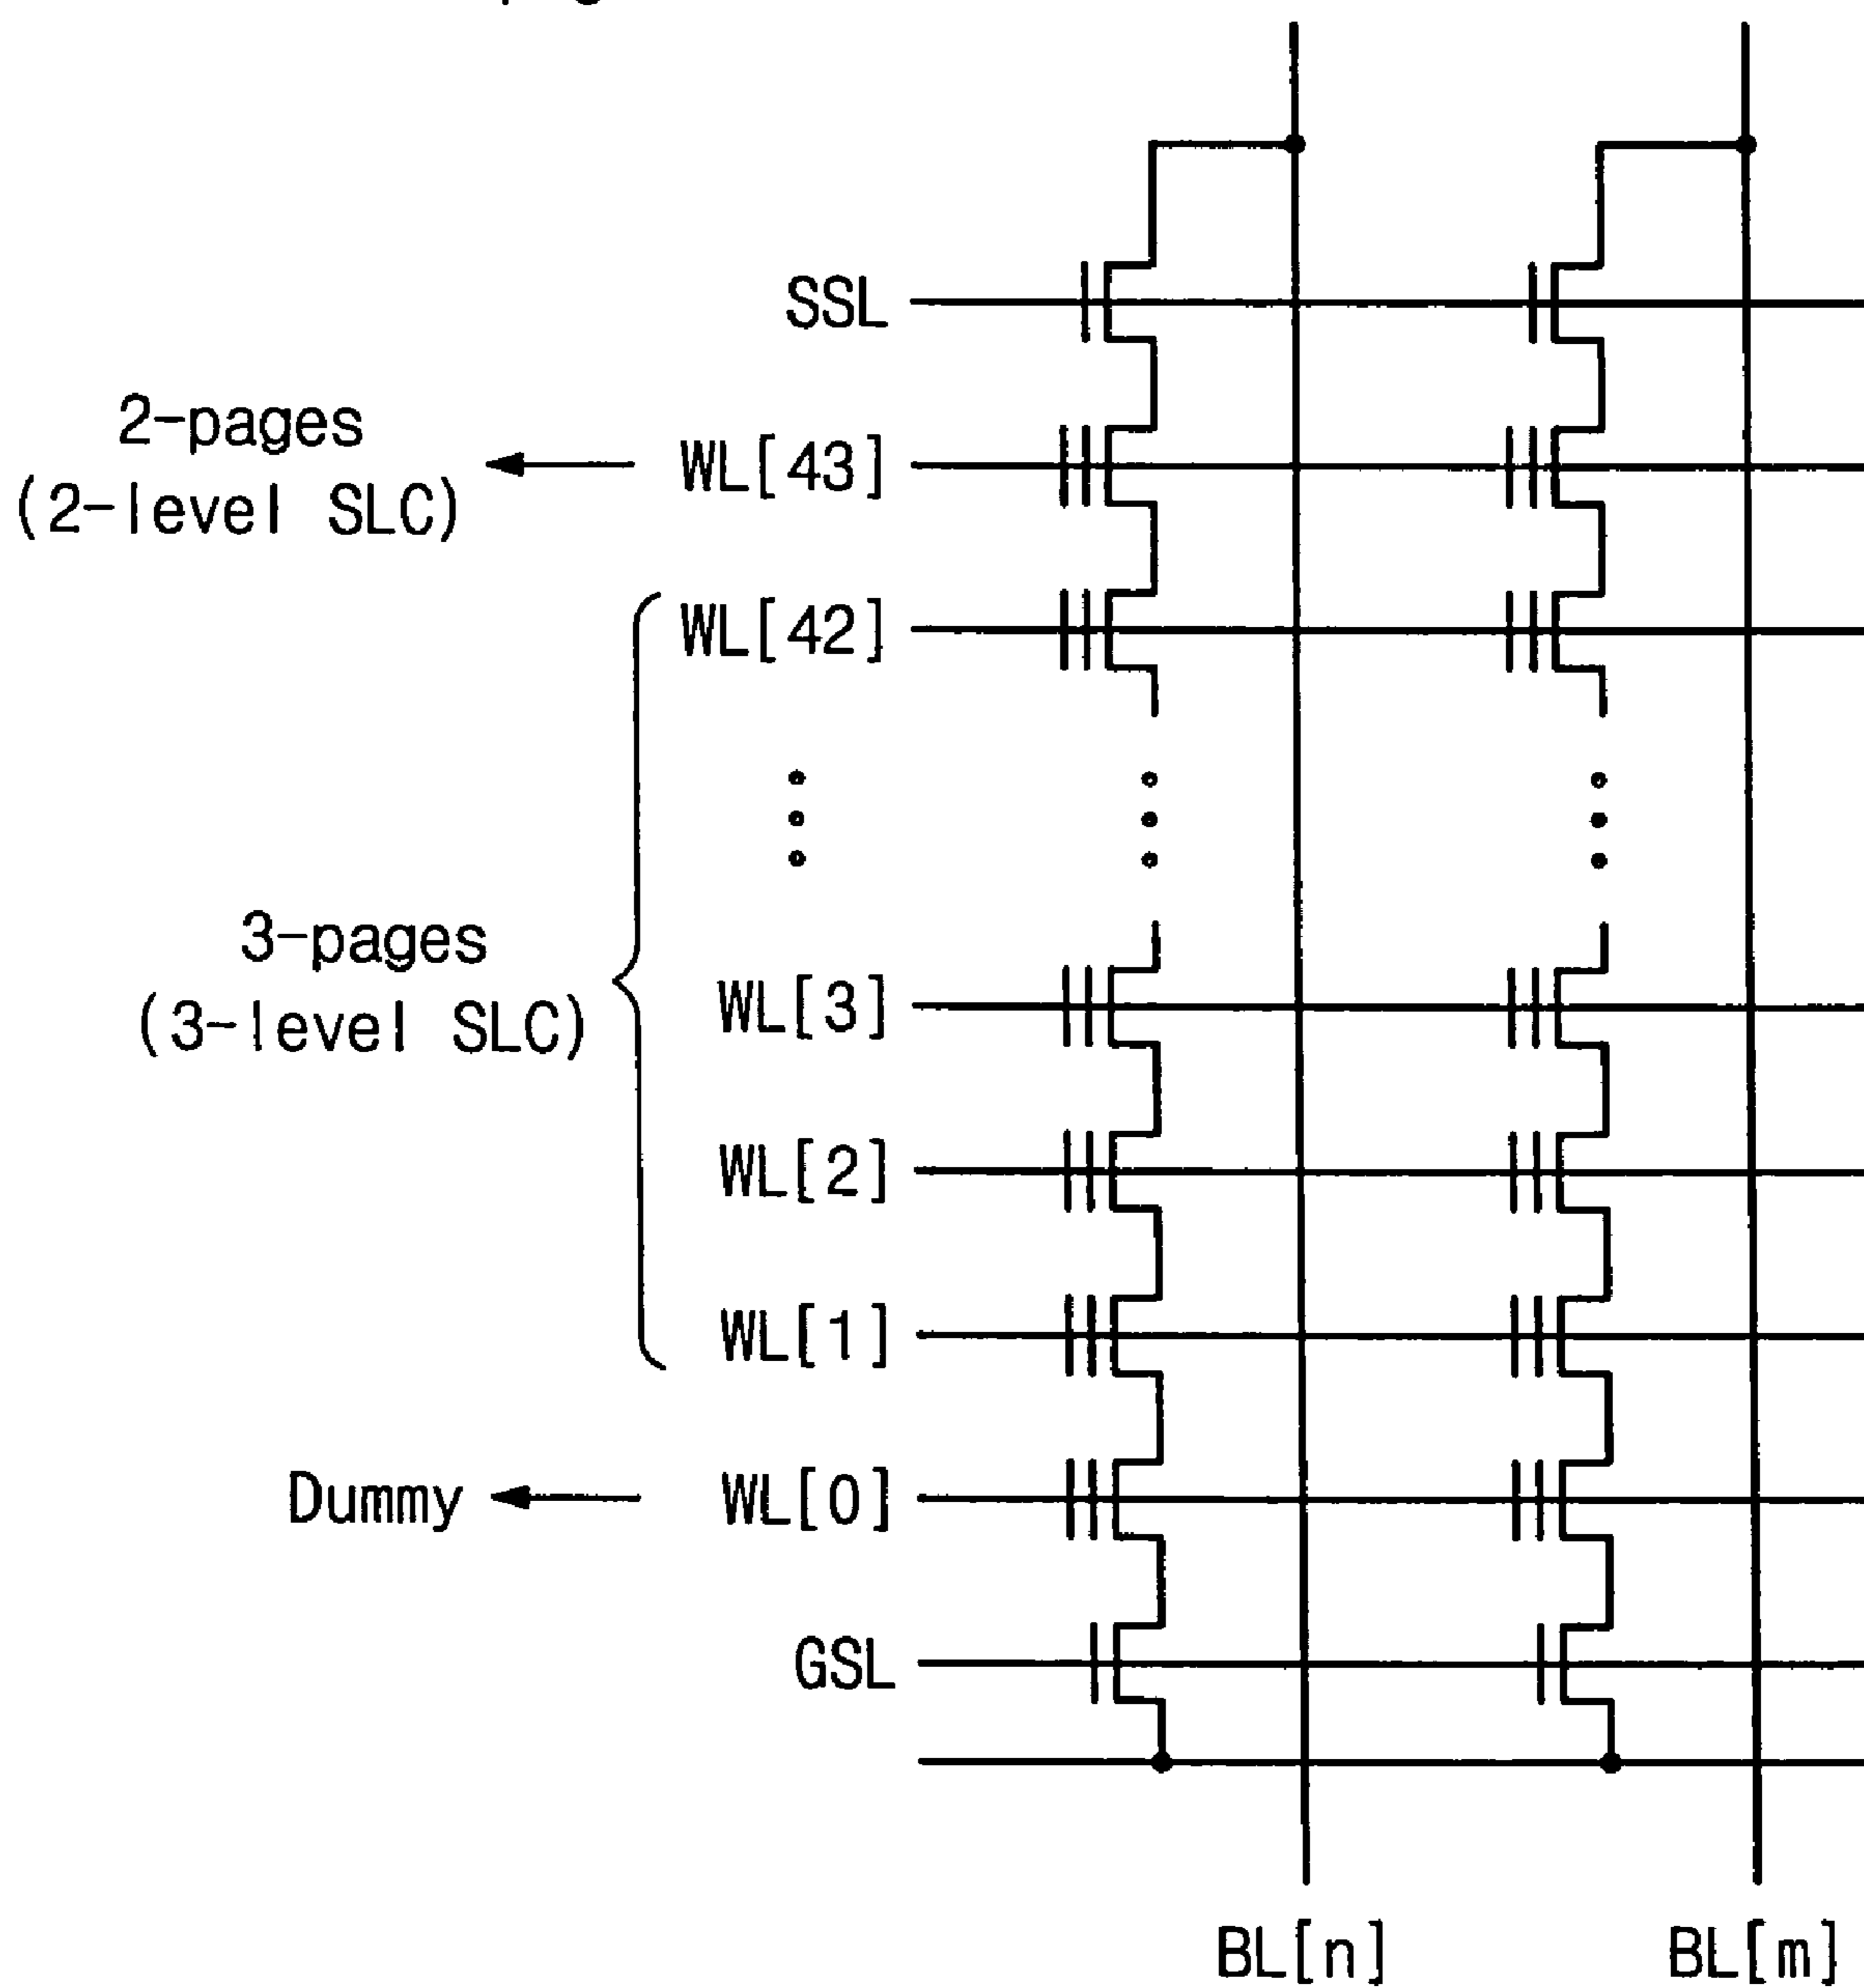 SSL
2-pages
(2-level SLC)
WL[43]
WL[42]
3-pages
(3-level SLC)
WL[3]
WL[2]
WL[1]
Dummy
WL[0]
GSL
BL[n]
BL[m]